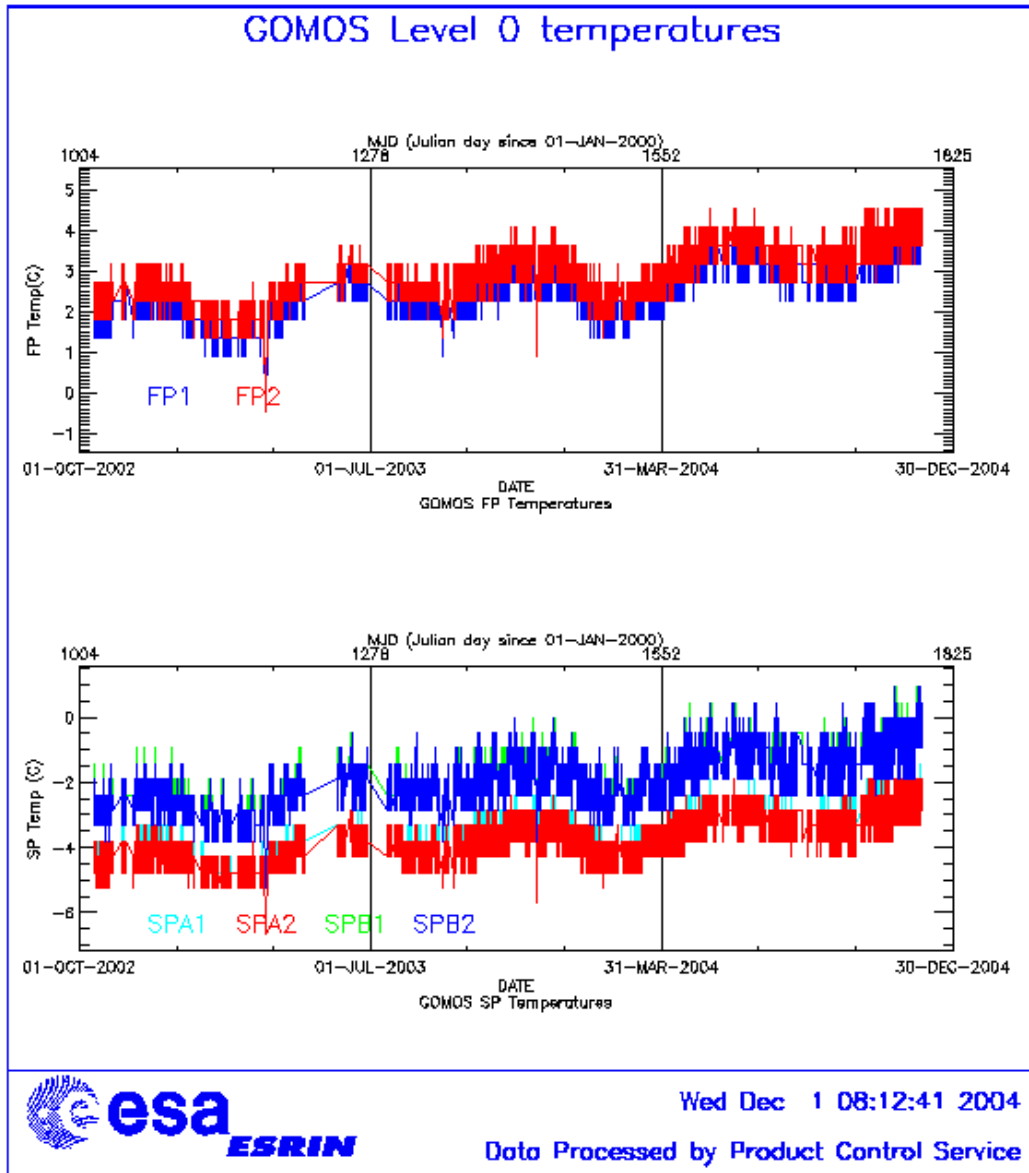 GOMOS Level 0 temperatures
MJD (Julian day since 01-JAN-2000)
1004 1278 1552 1825
5
4
3
2
1
0
-1
FP Temp(C)
FP1 FP2
01-OCT-2002 01-JUL-2003 31-MAR-2004 30-DEC-2004
DATE
GOMOS FP Temperatures
MJD (Julian day since 01-JAN-2000)
1004 1278 1552 1825
0
-2
-4
-6
SP Temp (C)
SPA1 SPA2 SPB1 SPB2
01-OCT-2002 01-JUL-2003 31-MAR-2004 30-DEC-2004
DATE
GOMOS SP Temperatures
esa
ESRIN
Wed Dec 1 08:12:41 2004
Data Processed by Product Control Service